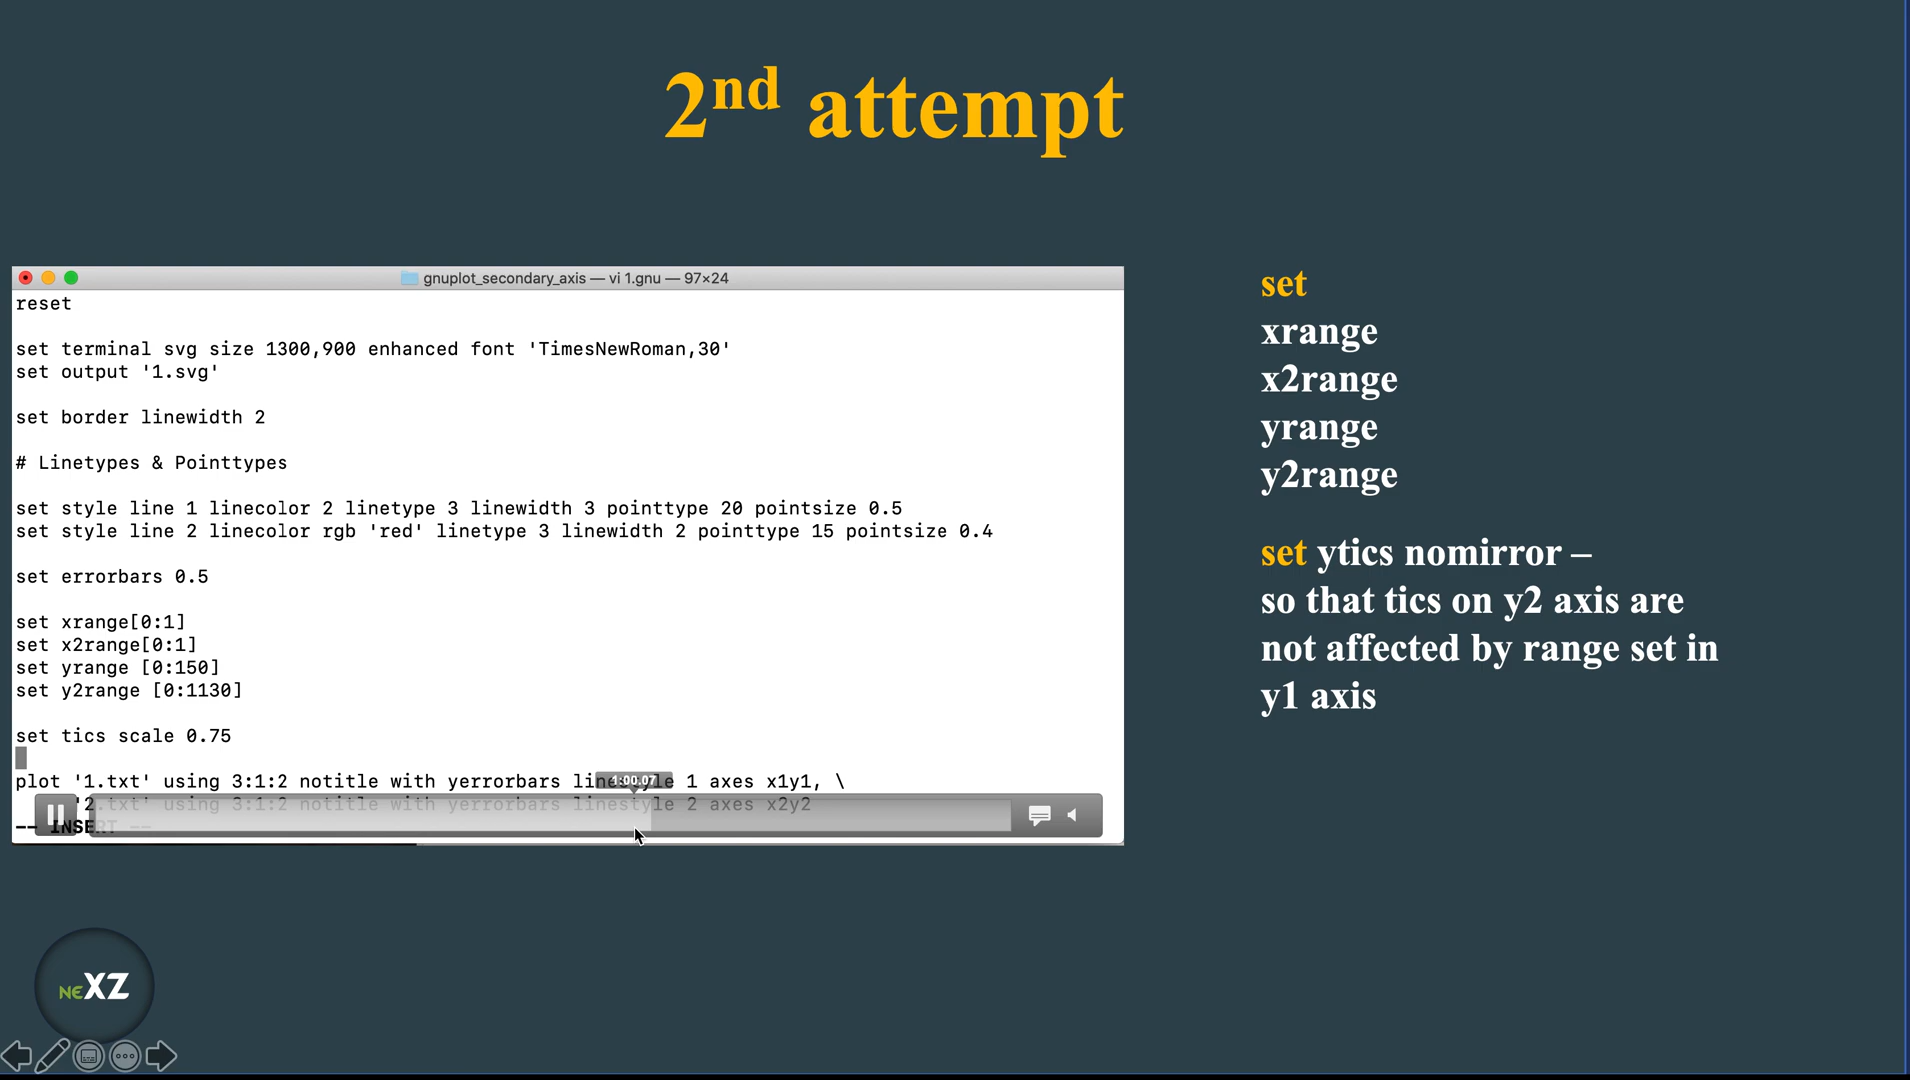 2nd attempt
gnuplot_secondary_axis — vi 1.gnu — 97×24
reset
set terminal svg size 1300,900 enhanced font 'TimesNewRoman,30'
set output '1.svg'
set border linewidth 2
# Linetypes & Pointtypes
set style line 1 linecolor 2 linetype 3 linewidth 3 pointtype 20 pointsize 0.5
set style line 2 linecolor rgb 'red' linetype 3 linewidth 2 pointtype 15 pointsize 0.4
set errorbars 0.5
set xrange[0:1]
set x2range[0:1]
set yrange [0:150]
set y2range [0:1130]
set tics scale 0.75
plot '1.txt' using 3:1:2 notitle with yerrorbars linestyle 1 axes x1y1, \
1:00.07
'2.txt' using 3:1:2 notitle with yerrorbars linestyle 2 axes x2y2
-- INSERT --
set
xrange
x2range
yrange
y2range
set ytics nomirror –
so that tics on y2 axis are
not affected by range set in
y1 axis
NEXZ